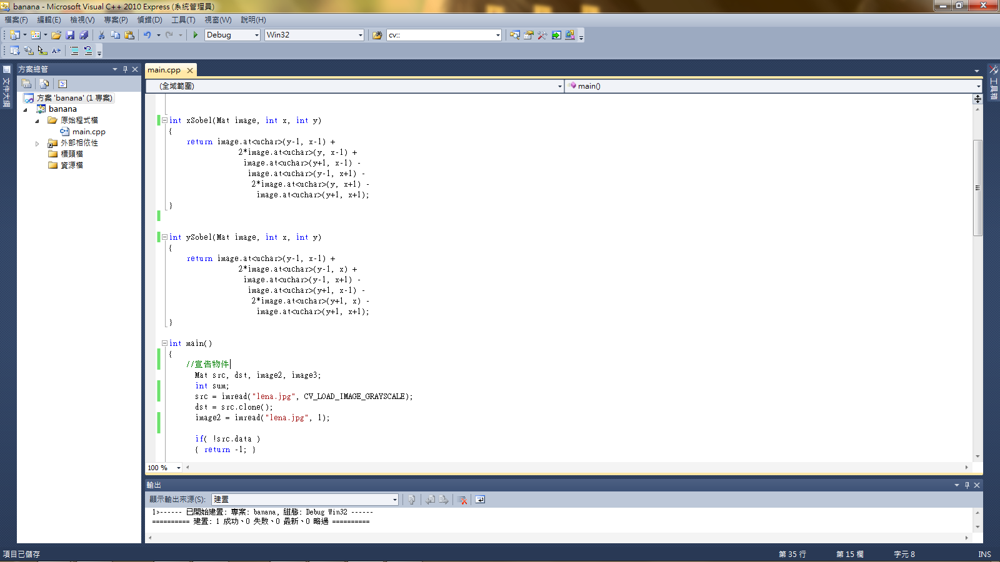 banana - Microsoft Visual C++ 2010 Express (系統管理員)
檔案(F) 編輯(E) 檢視(V) 專案(P) 偵錯(D) 工具(T) 視窗(W) 說明(H)
Debug Win32 cv::
文件大綱
方案總管
方案 'banana' (1 專案)
banana
原始程式檔
main.cpp
外部相依性
標頭檔
資源檔
main.cpp
(全域範圍) main()
int xSobel(Mat image, int x, int y)
{
return image.at<uchar>(y-1, x-1) +
2*image.at<uchar>(y, x-1) +
image.at<uchar>(y+1, x-1) -
image.at<uchar>(y-1, x+1) -
2*image.at<uchar>(y, x+1) -
image.at<uchar>(y+1, x+1);
}
int ySobel(Mat image, int x, int y)
{
return image.at<uchar>(y-1, x-1) +
2*image.at<uchar>(y-1, x) +
image.at<uchar>(y-1, x+1) -
image.at<uchar>(y+1, x-1) -
2*image.at<uchar>(y+1, x) -
image.at<uchar>(y+1, x+1);
}
int main()
{
//宣告物件
Mat src, dst, image2, image3;
int sum;
src = imread("lena.jpg", CV_LOAD_IMAGE_GRAYSCALE);
dst = src.clone();
image2 = imread("lena.jpg", 1);
if( !src.data )
{ return -1; }
100 %
工具箱
輸出
顯示輸出來源(S): 建置
1>------ 已開始建置: 專案: banana, 組態: Debug Win32 ------
========== 建置: 1 成功、0 失敗、0 最新、0 略過 ==========
項目已儲存 第 35 行 第 15 欄 字元 8 INS